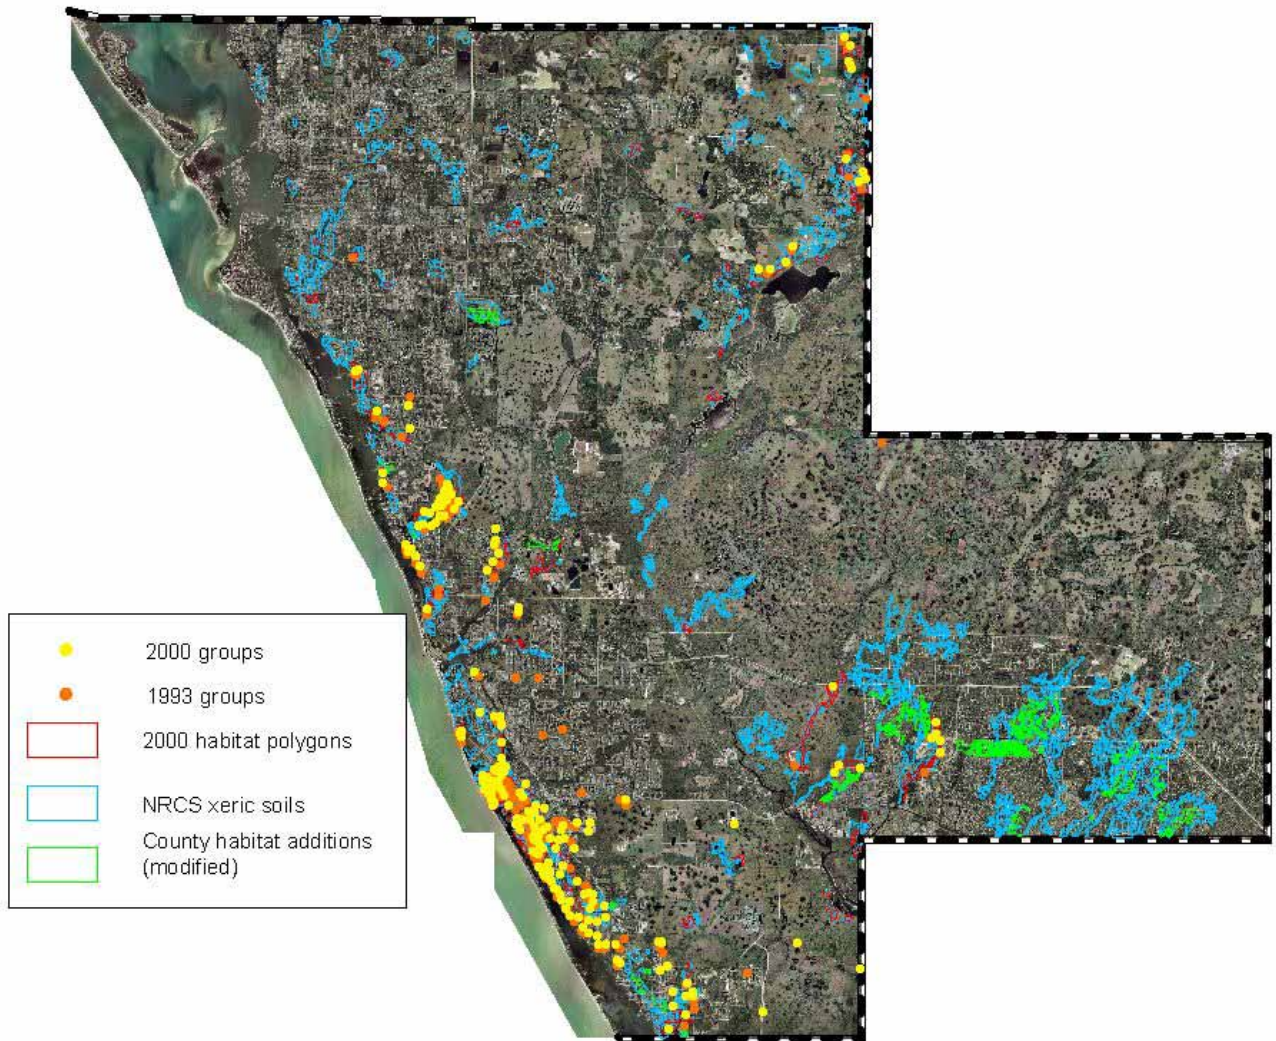 2000 groups
1993 groups
2000 habitat polygons
NRCS xeric soils
County habitat additions
(modified)